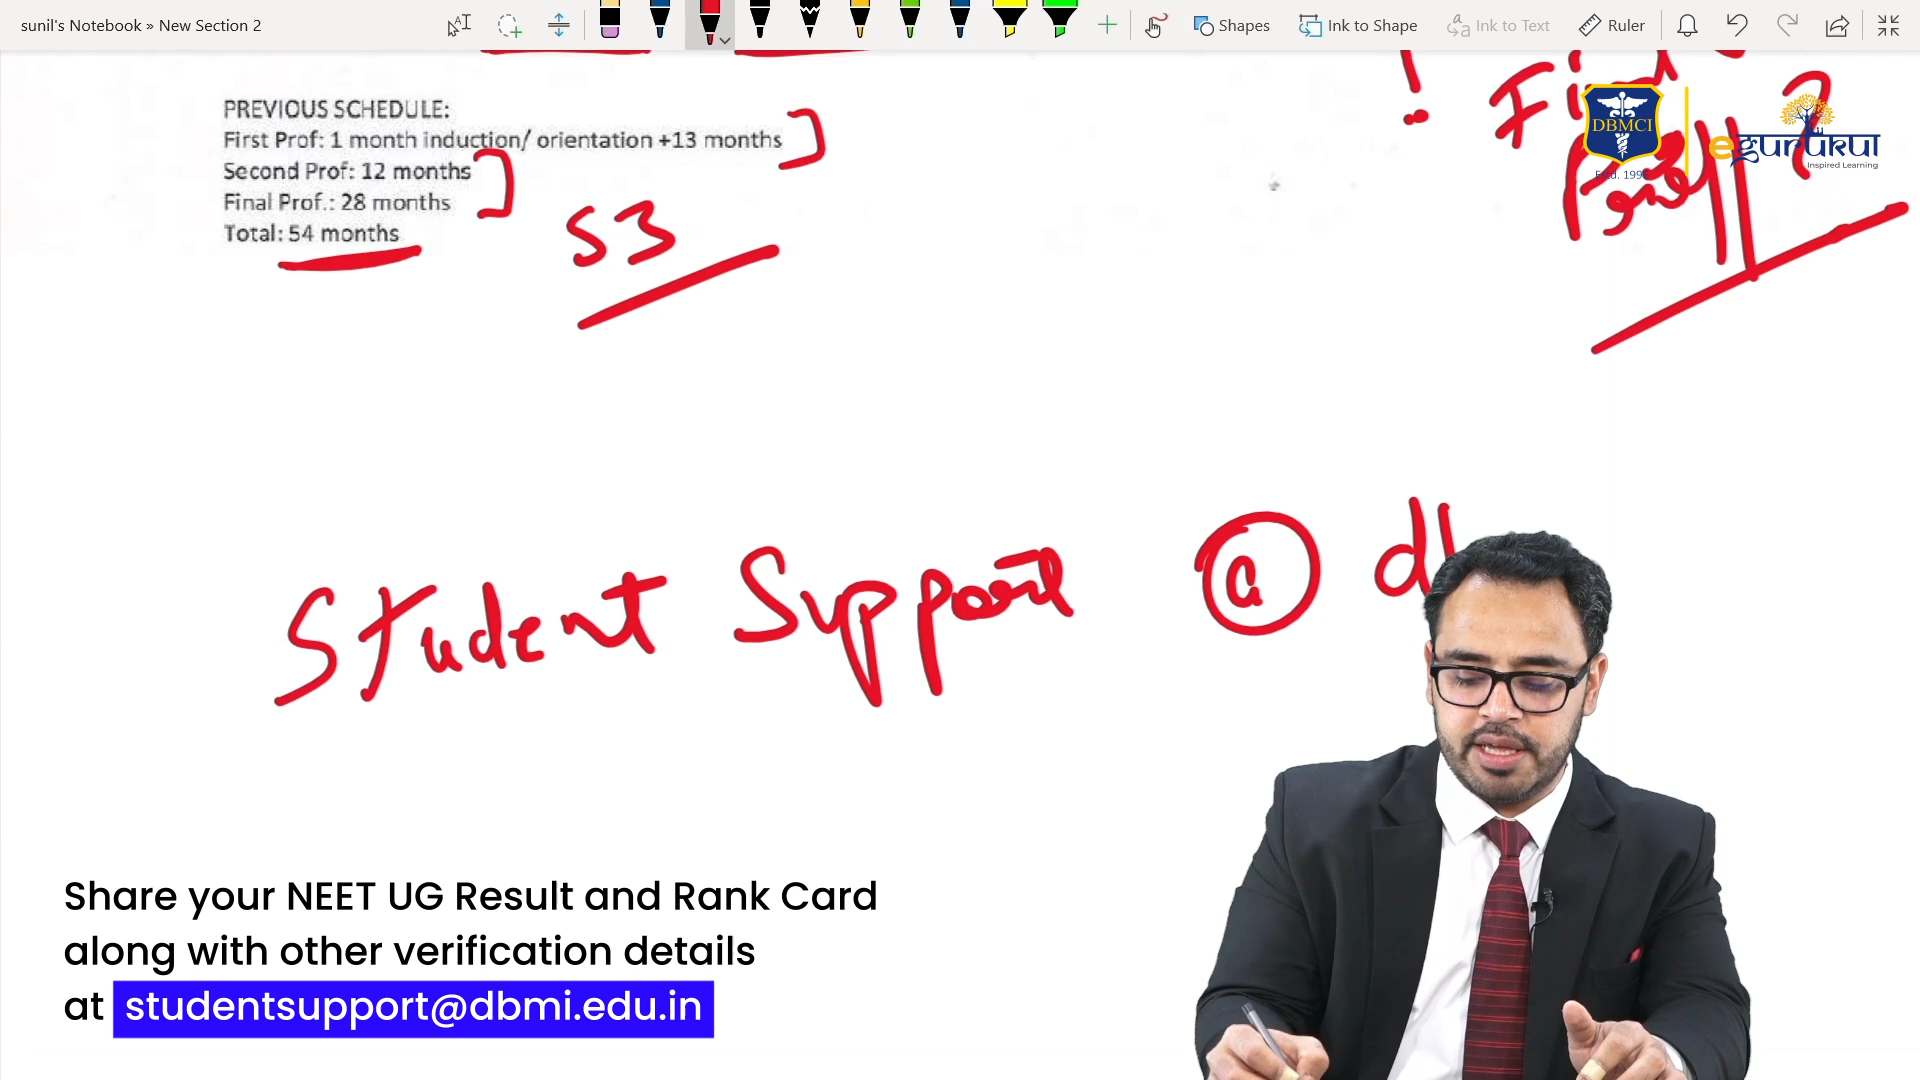 sunil's Notebook » New Section 2
Shapes
Ink to Shape
Ink to Text
Ruler
PREVIOUS SCHEDULE:
First Prof: 1 month induction/ orientation +13 months
Second Prof: 12 months
Final Prof.: 28 months
Total: 54 months
53
! Final
Prof ?
DBMCI
egurukul
Inspired Learning
Student Support @ d
Share your NEET UG Result and Rank Card
along with other verification details
at studentsupport@dbmi.edu.in